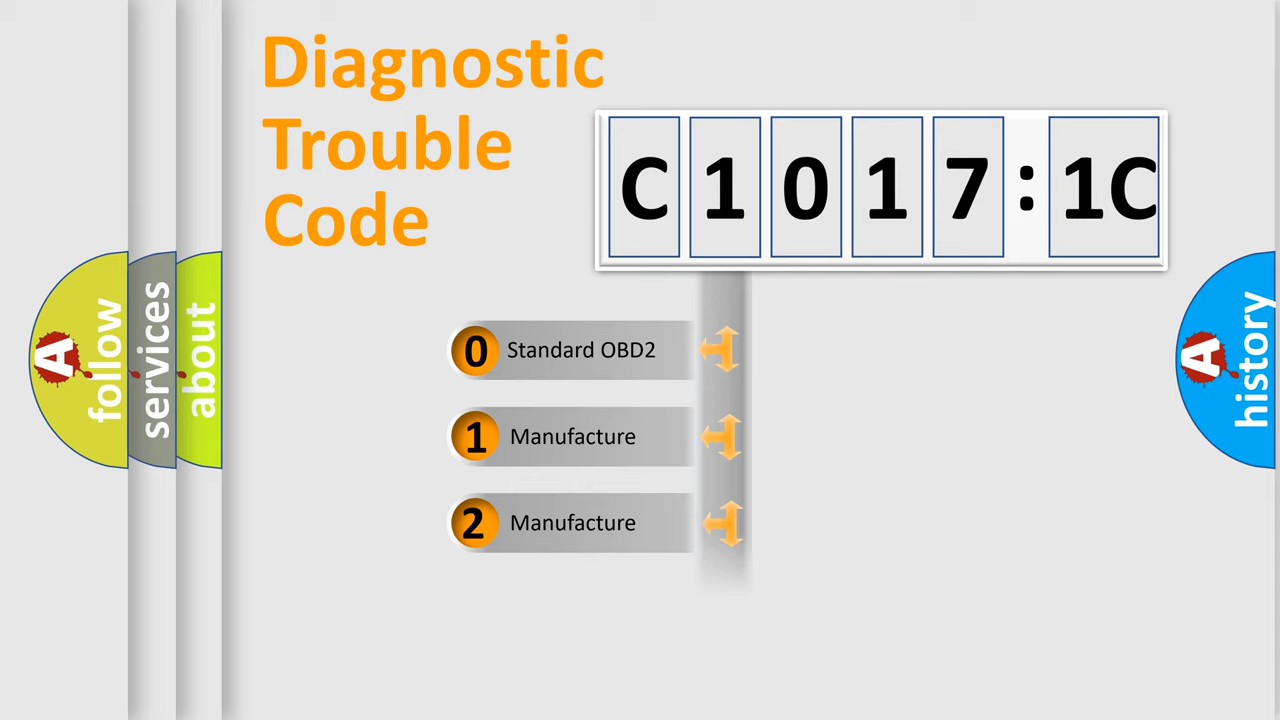 Diagnostic
Trouble
Code
C 1 0 1 7 : 1C
0 Standard OBD2
1 Manufacture
2 Manufacture
A follow
services
about
A history